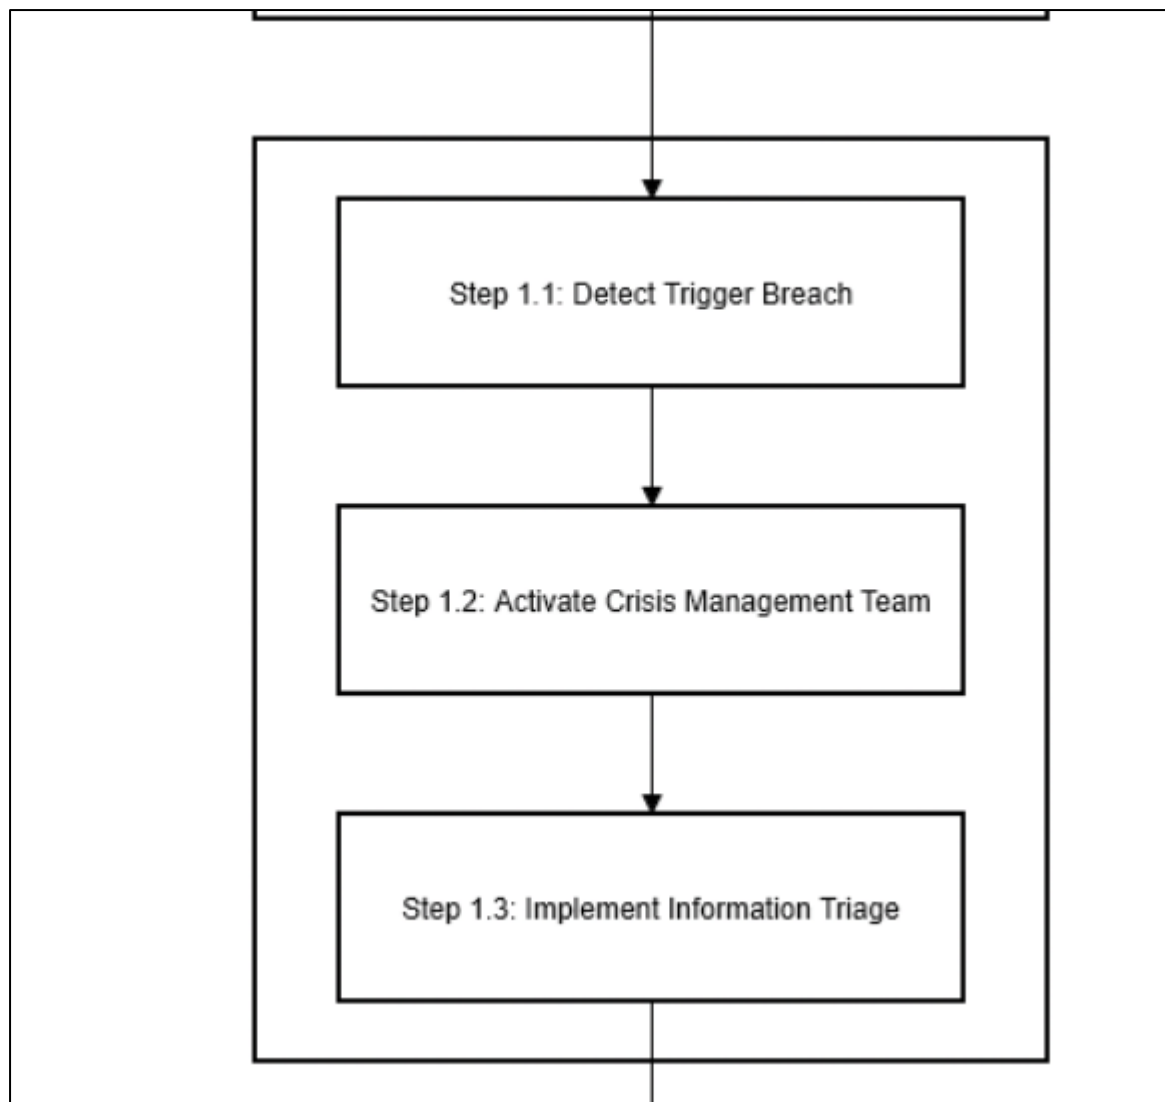 Step 1.1: Detect Trigger Breach
Step 1.2: Activate Crisis Management Team
Step 1.3: Implement Information Triage